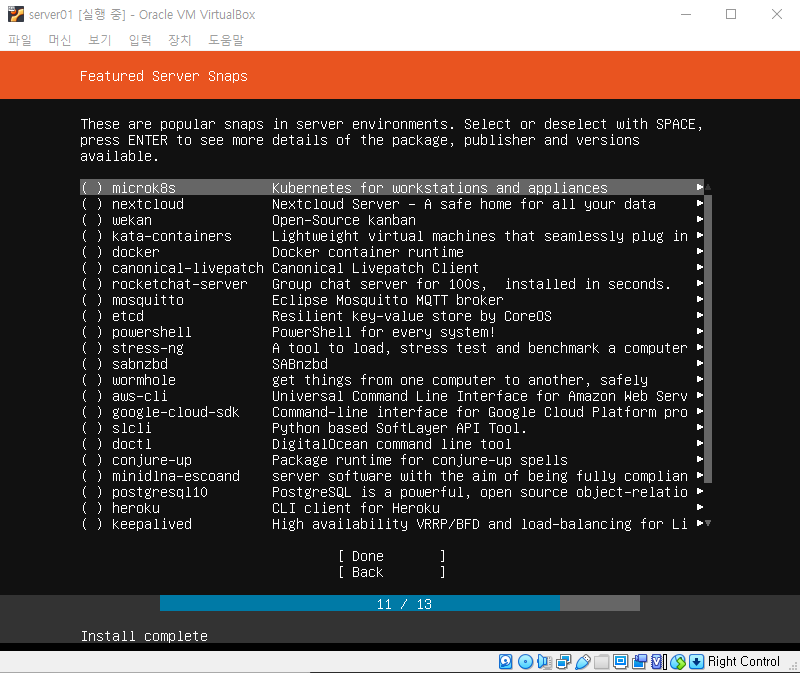 server01 [실행 중] - Oracle VM VirtualBox
파일 머신 보기 입력 장치 도움말
Featured Server Snaps
These are popular snaps in server environments. Select or deselect with SPACE,
press ENTER to see more details of the package, publisher and versions
available.
( ) microk8s Kubernetes for workstations and appliances
( ) nextcloud Nextcloud Server - A safe home for all your data
( ) wekan Open-Source kanban
( ) kata-containers Lightweight virtual machines that seamlessly plug in
( ) docker Docker container runtime
( ) canonical-livepatch Canonical Livepatch Client
( ) rocketchat-server Group chat server for 100s, installed in seconds.
( ) mosquitto Eclipse Mosquitto MQTT broker
( ) etcd Resilient key-value store by CoreOS
( ) powershell PowerShell for every system!
( ) stress-ng A tool to load, stress test and benchmark a computer
( ) sabnzbd SABnzbd
( ) wormhole get things from one computer to another, safely
( ) aws-cli Universal Command Line Interface for Amazon Web Serv
( ) google-cloud-sdk Command-line interface for Google Cloud Platform pro
( ) slcli Python based SoftLayer API Tool.
( ) doctl DigitalOcean command line tool
( ) conjure-up Package runtime for conjure-up spells
( ) minidlna-escoand server software with the aim of being fully complian
( ) postgresql10 PostgreSQL is a powerful, open source object-relatio
( ) heroku CLI client for Heroku
( ) keepalived High availability VRRP/BFD and load-balancing for Li
[ Done ]
[ Back ]
11 / 13
Install complete
Right Control